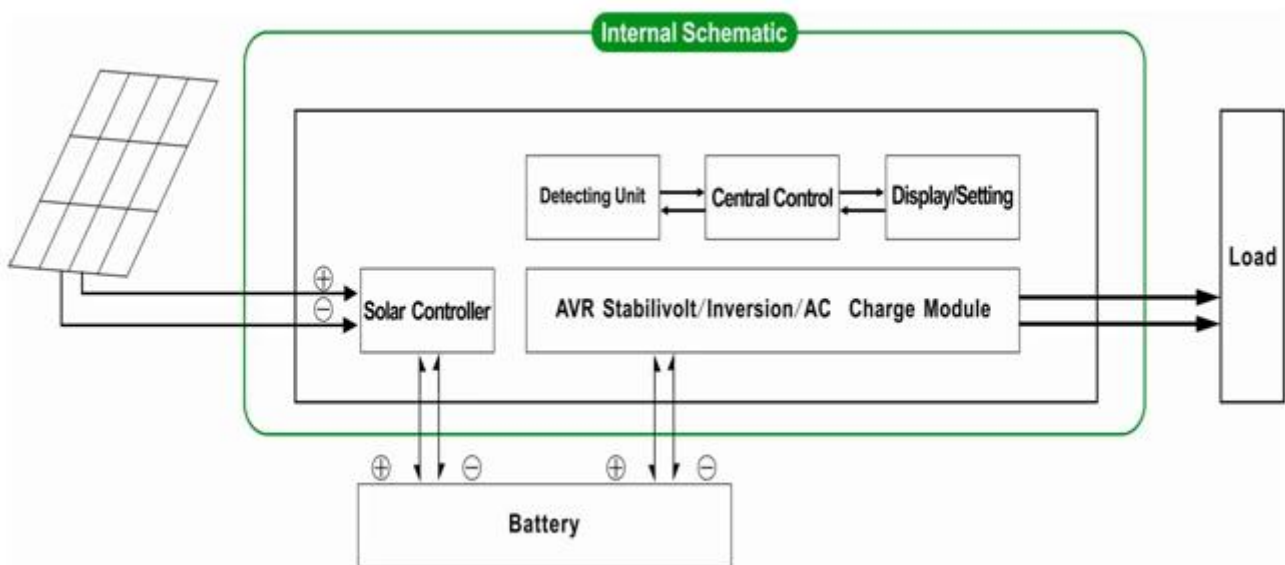 Internal Schematic
Detecting Unit
Central Control
Display/Setting
Load
⊕
⊖
Solar Controller
AVR Stabilivolt/Inversion/AC Charge Module
⊕ ⊖ ⊕ ⊖
Battery